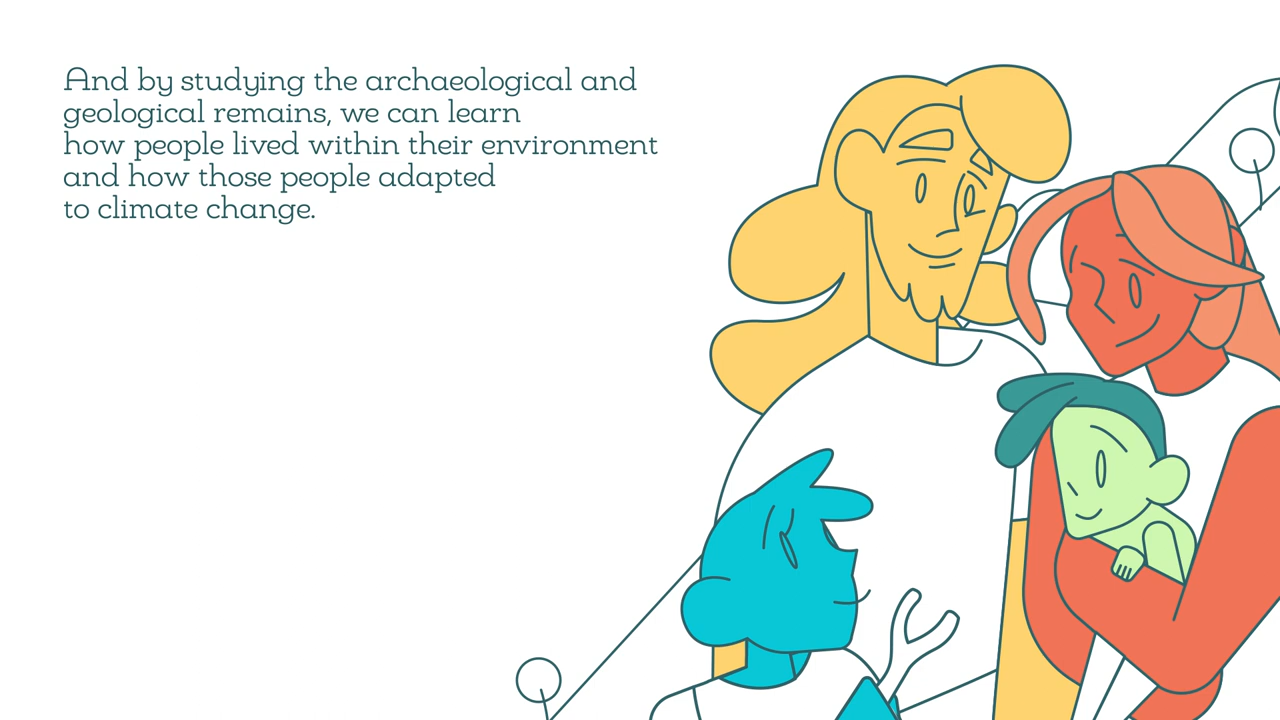 And by studying the archaeological and
geological remains, we can learn
how people lived within their environment
and how those people adapted
to climate change.